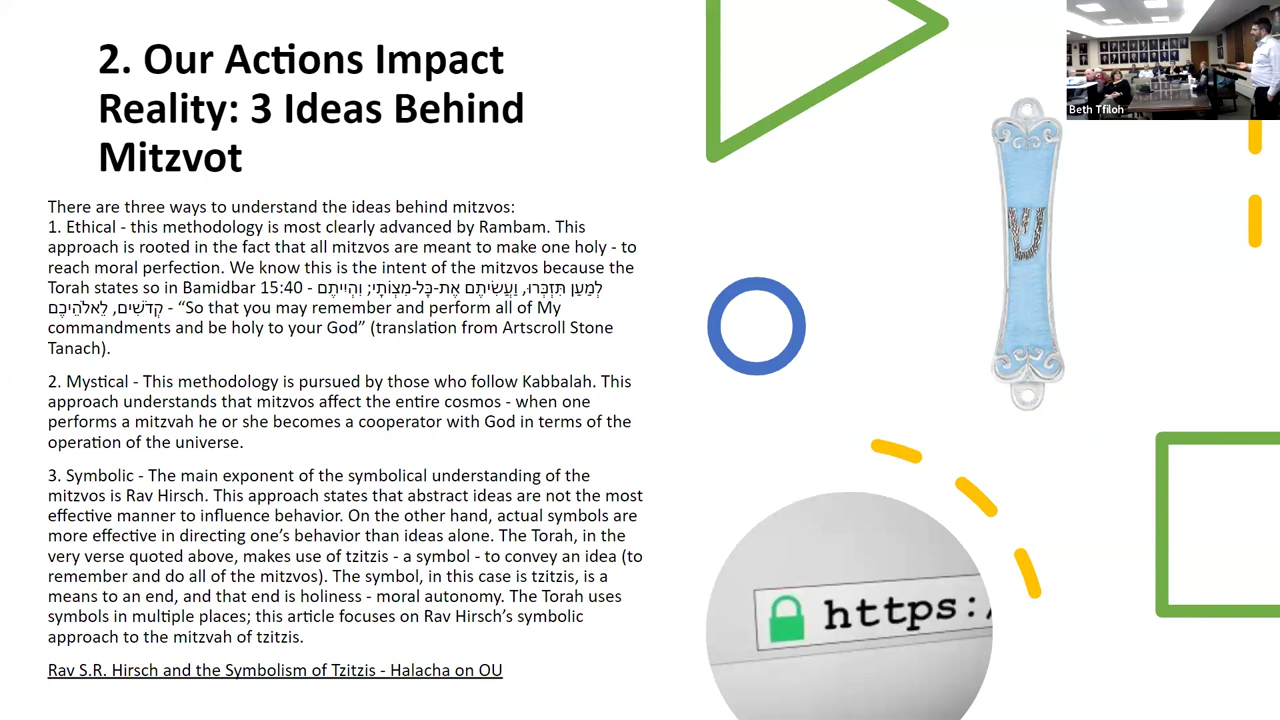 2. Our Actions Impact
Reality: 3 Ideas Behind
Mitzvot
There are three ways to understand the ideas behind mitzvos:
1. Ethical - this methodology is most clearly advanced by Rambam. This
approach is rooted in the fact that all mitzvos are meant to make one holy - to
reach moral perfection. We know this is the intent of the mitzvos because the
Torah states so in Bamidbar 15:40 - לְמַעַן תִּזְכְּרוּ, וַעֲשִׂיתֶם אֶת-כָּל-מִצְוֹתָי; וִהְיִיתֶם
קְדֹשִׁים, לֵאלֹהֵיכֶם - “So that you may remember and perform all of My
commandments and be holy to your God” (translation from Artscroll Stone
Tanach).
2. Mystical - This methodology is pursued by those who follow Kabbalah. This
approach understands that mitzvos affect the entire cosmos - when one
performs a mitzvah he or she becomes a cooperator with God in terms of the
operation of the universe.
3. Symbolic - The main exponent of the symbolical understanding of the
mitzvos is Rav Hirsch. This approach states that abstract ideas are not the most
effective manner to influence behavior. On the other hand, actual symbols are
more effective in directing one’s behavior than ideas alone. The Torah, in the
very verse quoted above, makes use of tzitzis - a symbol - to convey an idea (to
remember and do all of the mitzvos). The symbol, in this case is tzitzis, is a
means to an end, and that end is holiness - moral autonomy. The Torah uses
symbols in multiple places; this article focuses on Rav Hirsch’s symbolic
approach to the mitzvah of tzitzis.
Rav S.R. Hirsch and the Symbolism of Tzitzis - Halacha on OU
Beth Tfiloh
ש
https:/